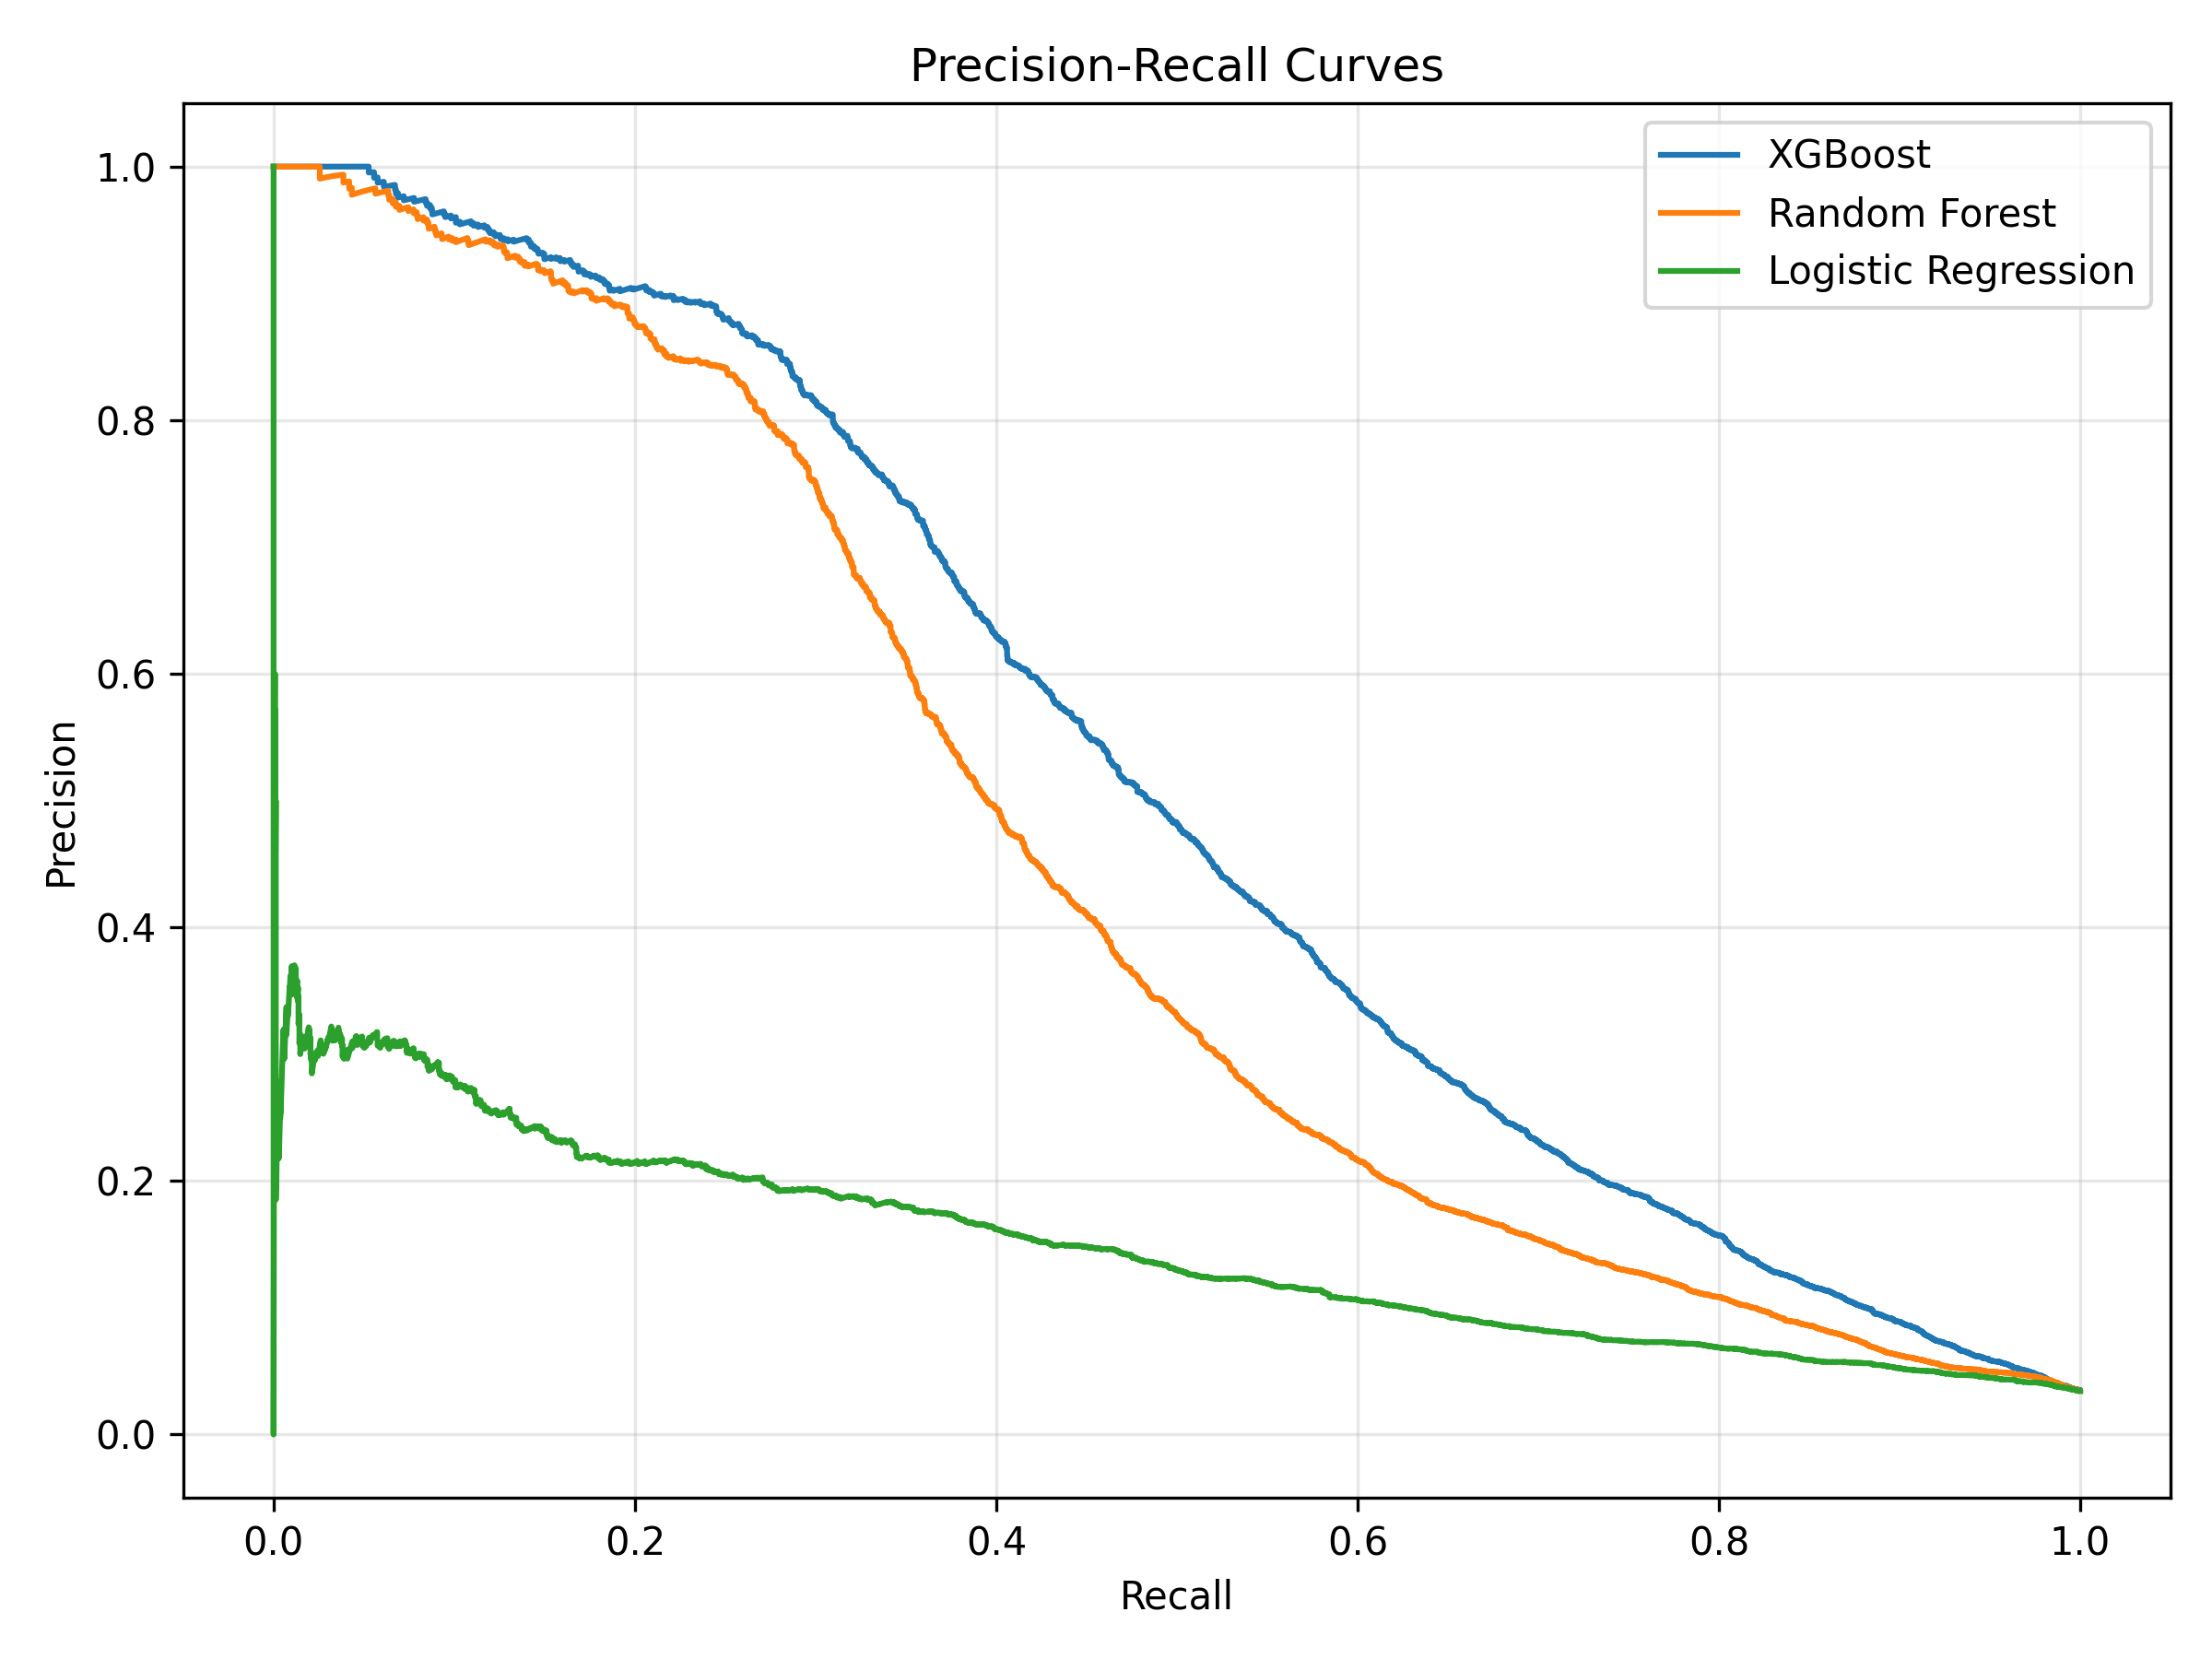 Precision-Recall Curves
XGBoost
Random Forest
Logistic Regression
1.0
0.8
0.6
0.4
0.2
0.0
Precision
0.0 0.2 0.4 0.6 0.8 1.0
Recall